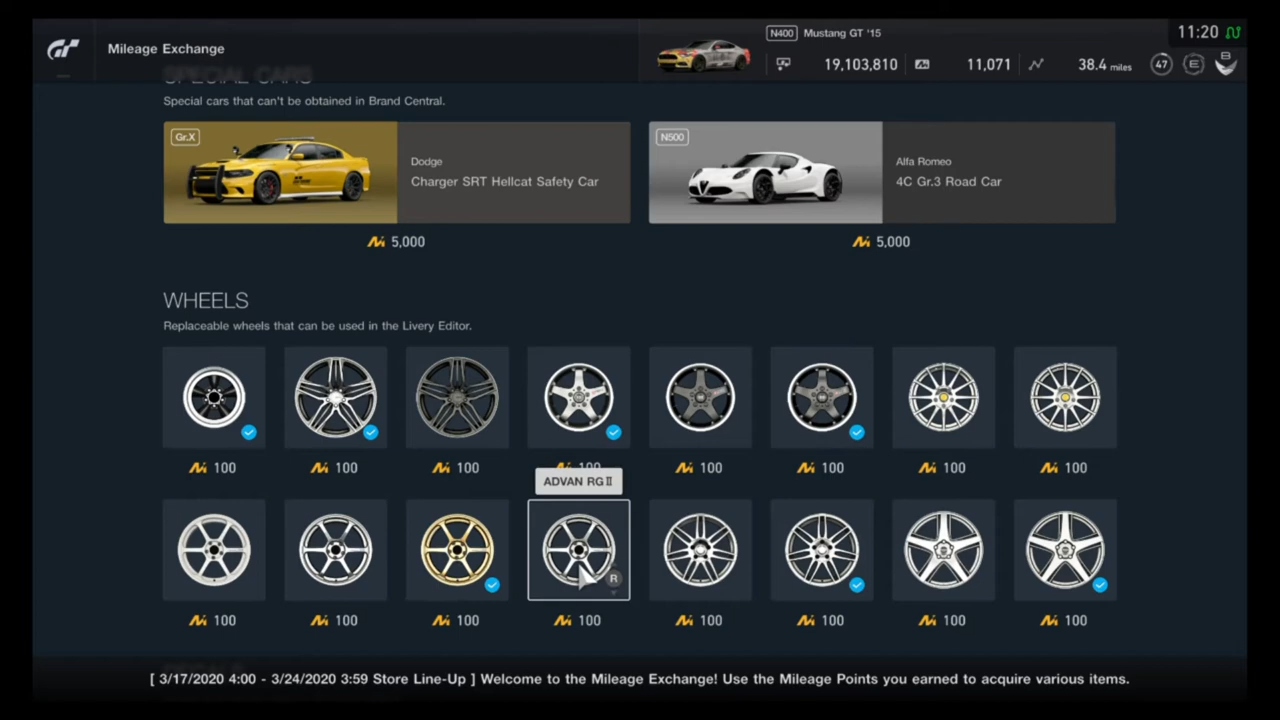 Mileage Exchange
N400 Mustang GT '15
11:20
19,103,810 11,071 38.4 miles 47 E B
SPECIAL CARS
Special cars that can't be obtained in Brand Central.
Gr.X
Dodge
Charger SRT Hellcat Safety Car
5,000
N500
Alfa Romeo
4C Gr.3 Road Car
5,000
WHEELS
Replaceable wheels that can be used in the Livery Editor.
100 100 100 100 100 100 100 100
ADVAN RGⅡ
R
100 100 100 100 100 100 100 100
[ 3/17/2020 4:00 - 3/24/2020 3:59 Store Line-Up ] Welcome to the Mileage Exchange! Use the Mileage Points you earned to acquire various items.